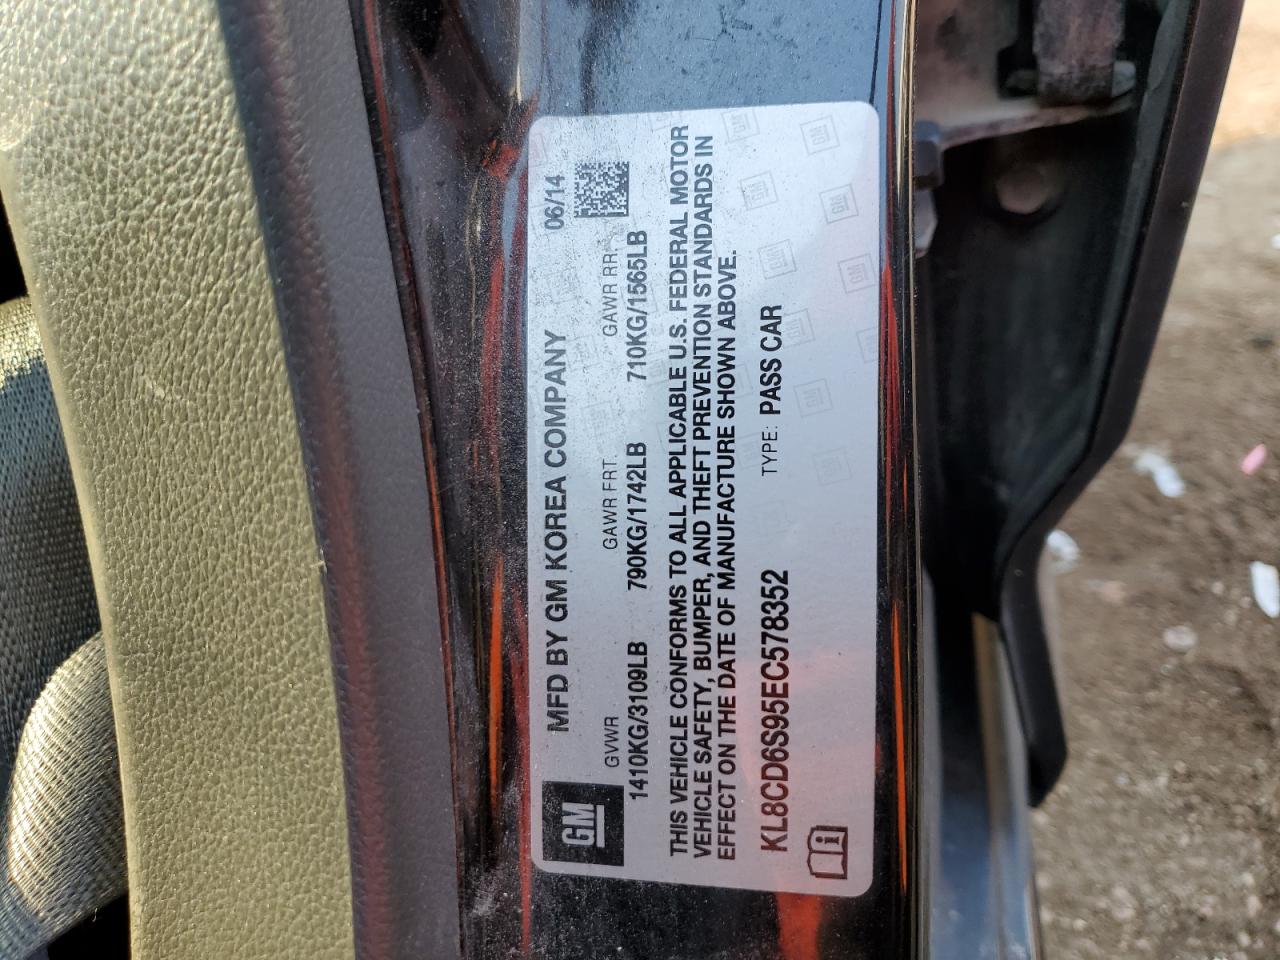 GM
MFD BY GM KOREA COMPANY 06/14
GVWR GAWR FRT. GAWR RR.
1410KG/3109LB 790KG/1742LB 710KG/1565LB
THIS VEHICLE CONFORMS TO ALL APPLICABLE U.S. FEDERAL MOTOR
VEHICLE SAFETY, BUMPER, AND THEFT PREVENTION STANDARDS IN
EFFECT ON THE DATE OF MANUFACTURE SHOWN ABOVE.
KL8CD6S95EC578352 TYPE: PASS CAR